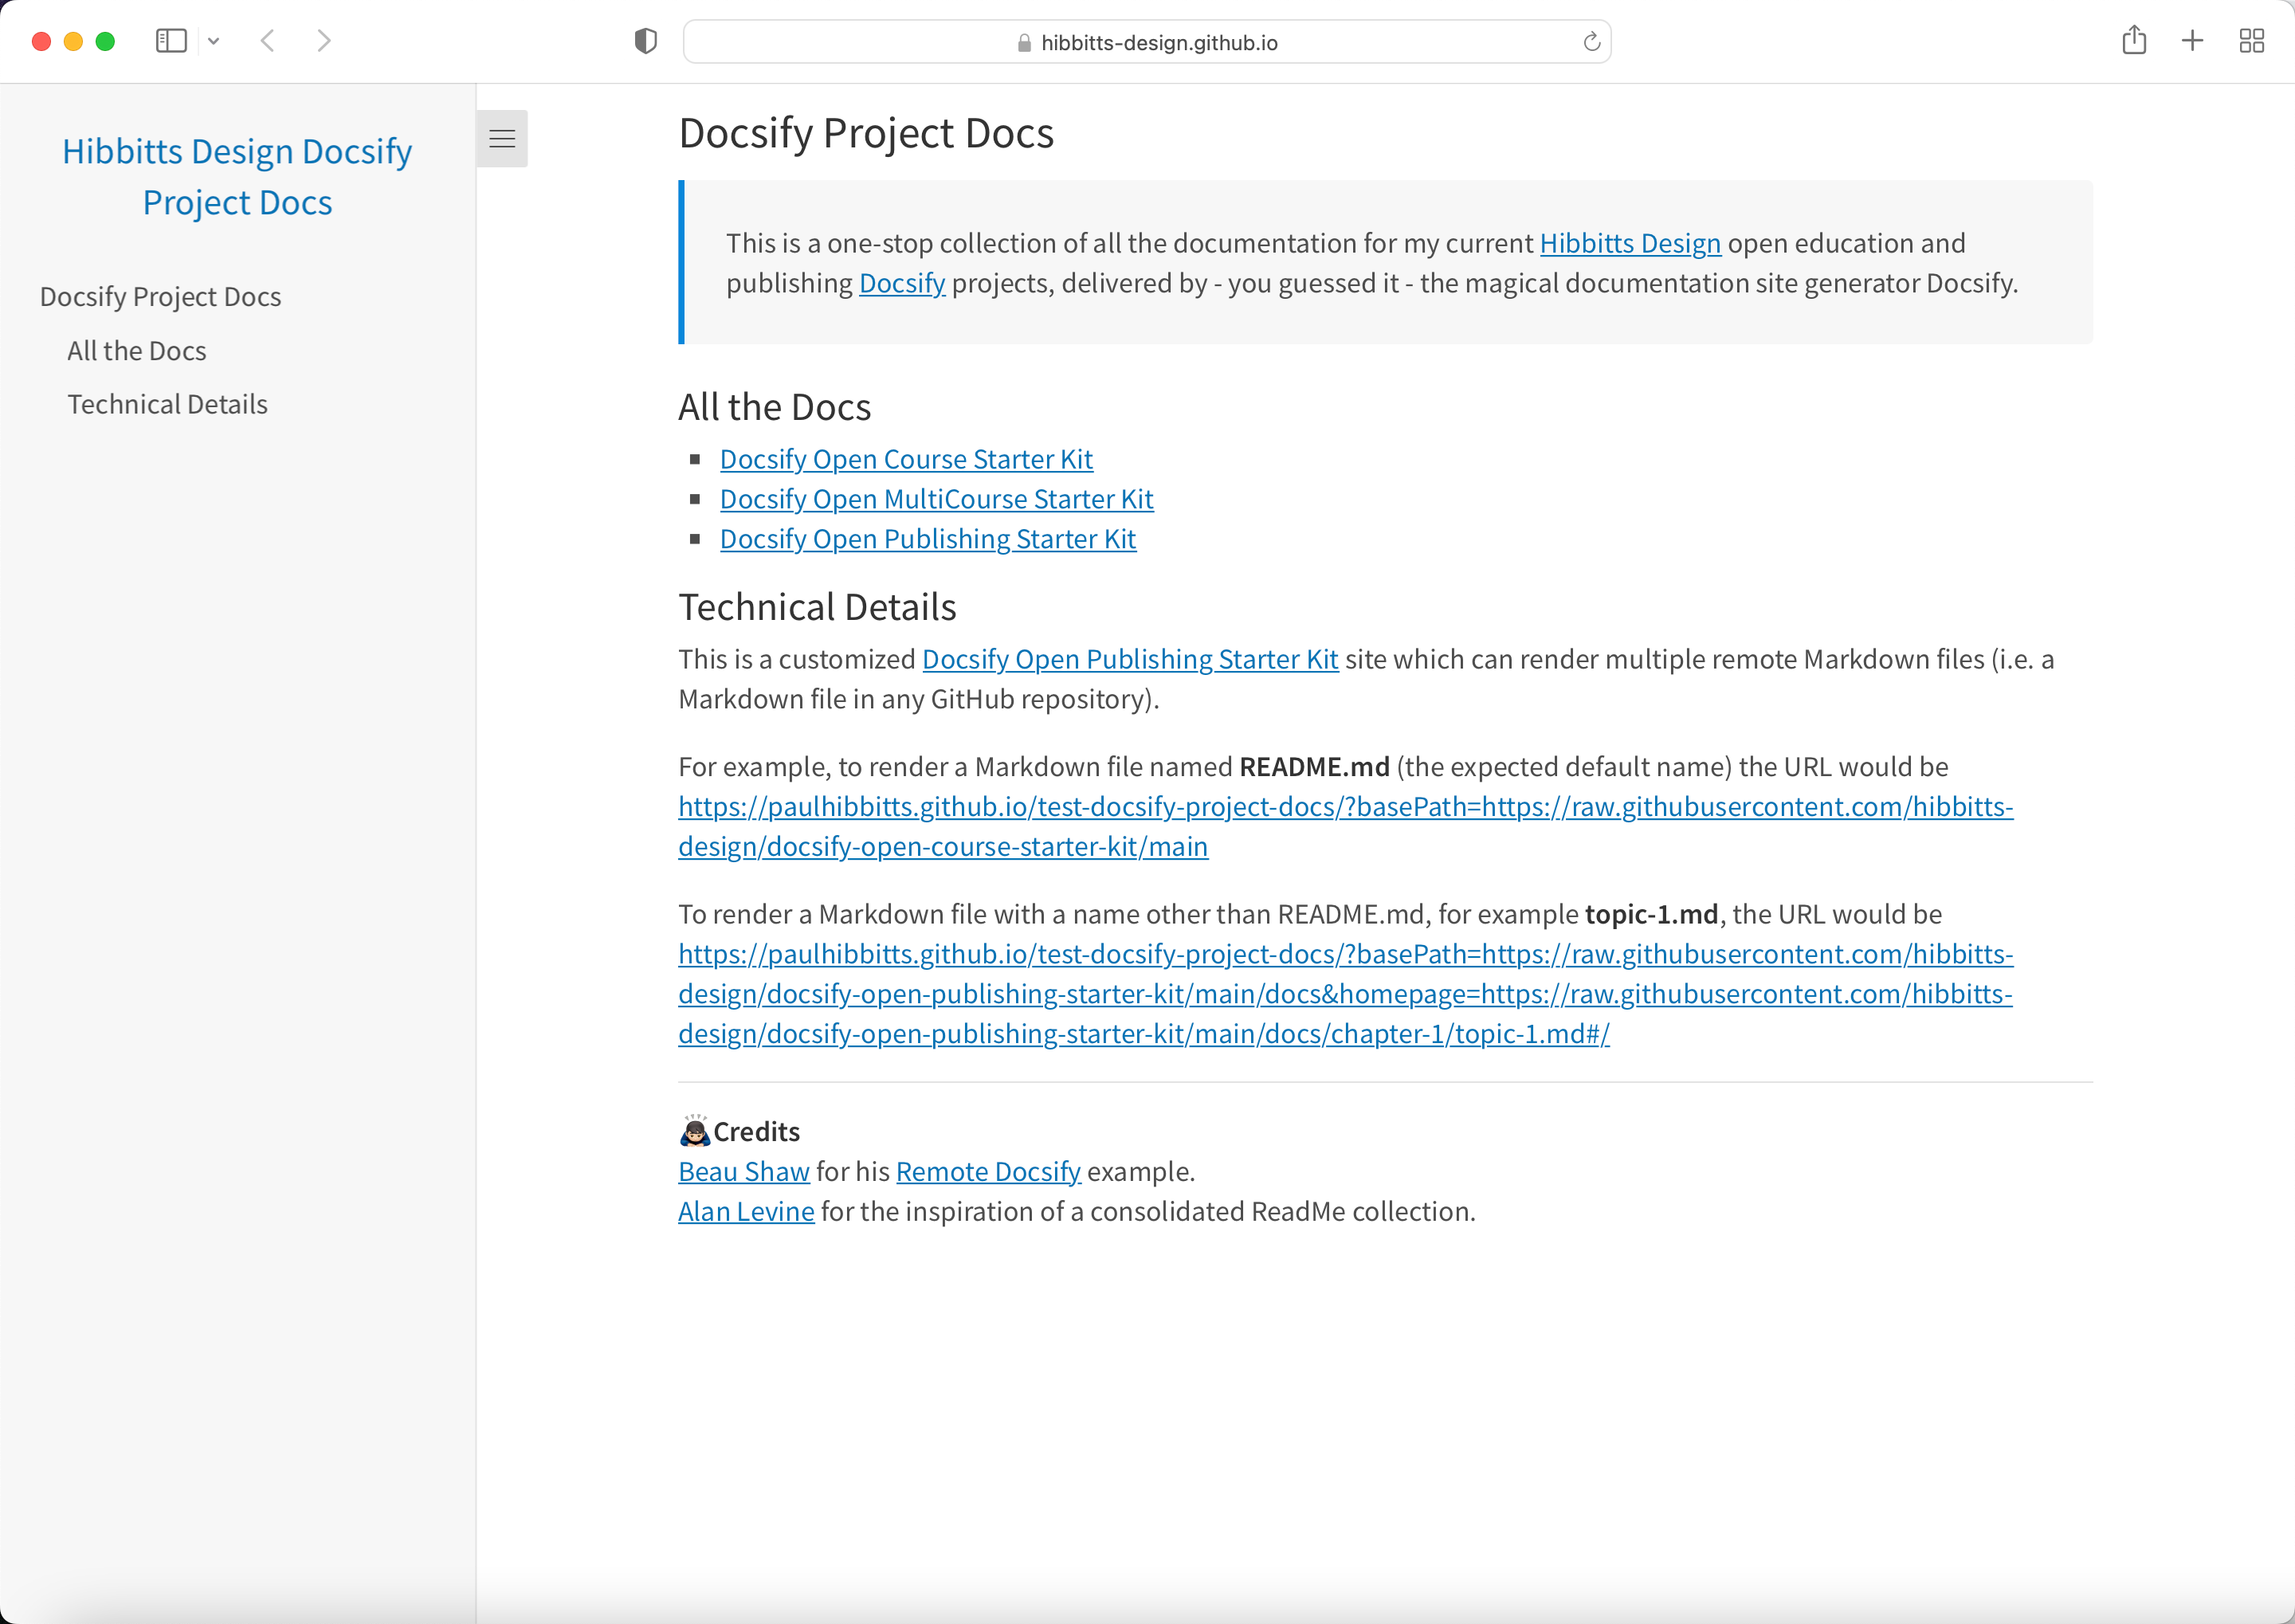 hibbitts-design.github.io
Hibbitts Design Docsify
Project Docs
Docsify Project Docs
All the Docs
Technical Details
Docsify Project Docs
This is a one-stop collection of all the documentation for my current Hibbitts Design open education and
publishing Docsify projects, delivered by - you guessed it - the magical documentation site generator Docsify.
All the Docs
Docsify Open Course Starter Kit
Docsify Open MultiCourse Starter Kit
Docsify Open Publishing Starter Kit
Technical Details
This is a customized Docsify Open Publishing Starter Kit site which can render multiple remote Markdown files (i.e. a
Markdown file in any GitHub repository).
For example, to render a Markdown file named README.md (the expected default name) the URL would be
https://paulhibbitts.github.io/test-docsify-project-docs/?basePath=https://raw.githubusercontent.com/hibbitts-
design/docsify-open-course-starter-kit/main
To render a Markdown file with a name other than README.md, for example topic-1.md, the URL would be
https://paulhibbitts.github.io/test-docsify-project-docs/?basePath=https://raw.githubusercontent.com/hibbitts-
design/docsify-open-publishing-starter-kit/main/docs&homepage=https://raw.githubusercontent.com/hibbitts-
design/docsify-open-publishing-starter-kit/main/docs/chapter-1/topic-1.md#/
Credits
Beau Shaw for his Remote Docsify example.
Alan Levine for the inspiration of a consolidated ReadMe collection.